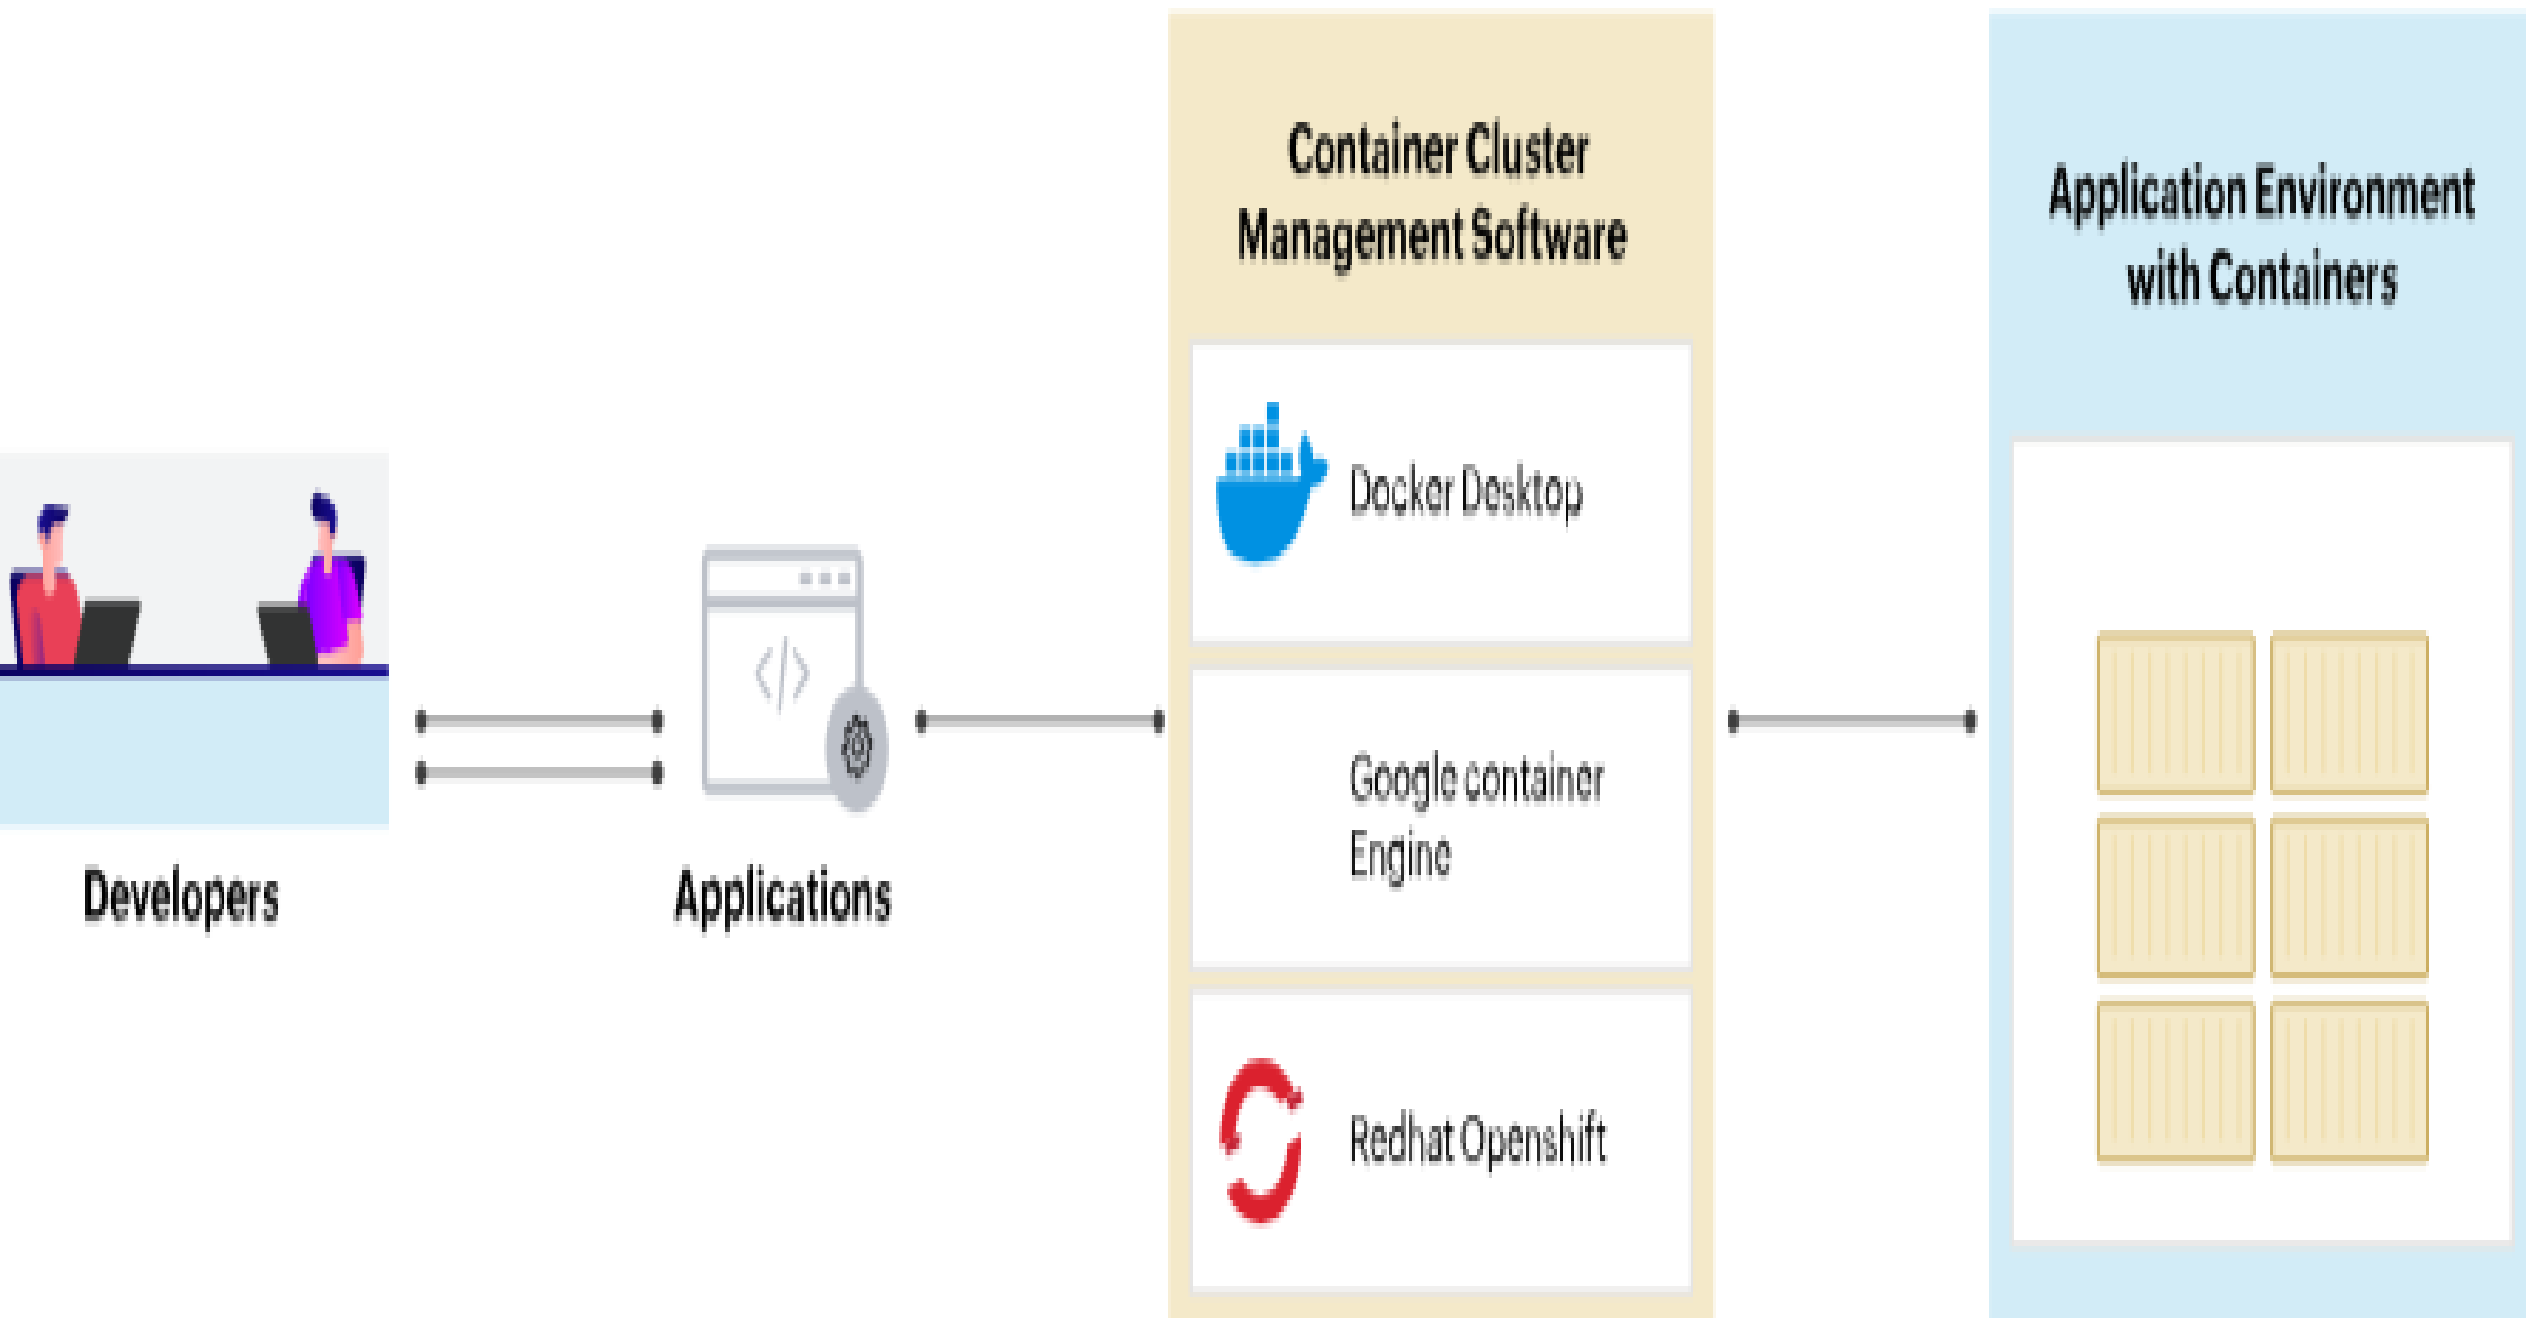 Container Cluster
Management Software
Application Environment
with Containers
Docker Desktop
Google container
Engine
Developers
Applications
Redhat Openshift